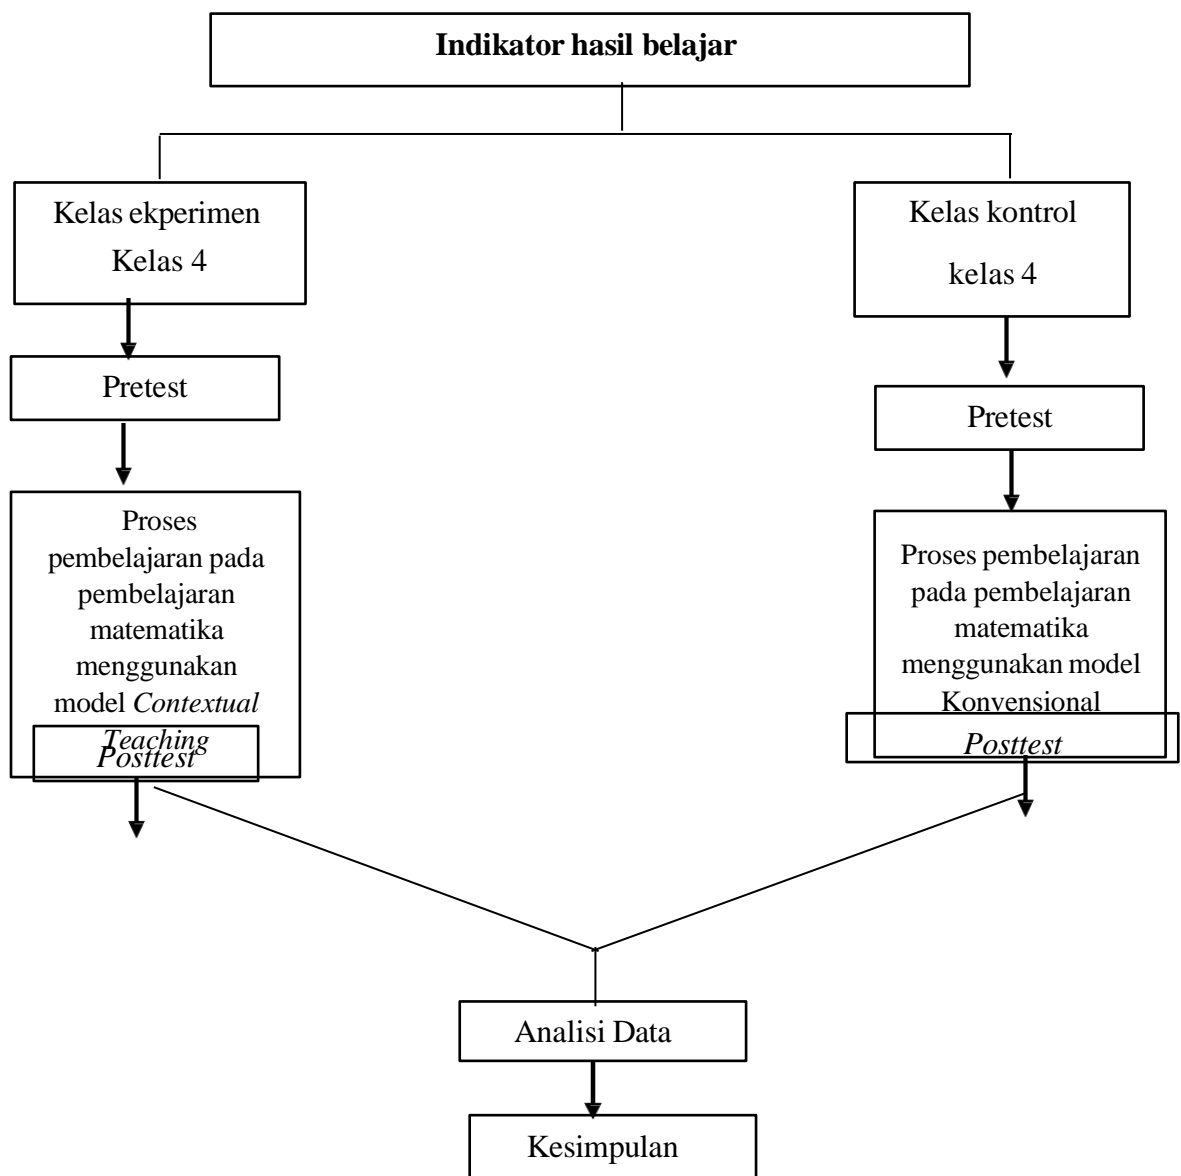 Indikator hasil belajar
Kelas ekperimen
Kelas 4
Kelas kontrol
kelas 4
Pretest
Pretest
Proses
pembelajaran pada
pembelajaran
matematika
menggunakan
model Contextual
Teaching
Posttest
Proses pembelajaran
pada pembelajaran
matematika
menggunakan model
Konvensional
Posttest
Analisi Data
Kesimpulan